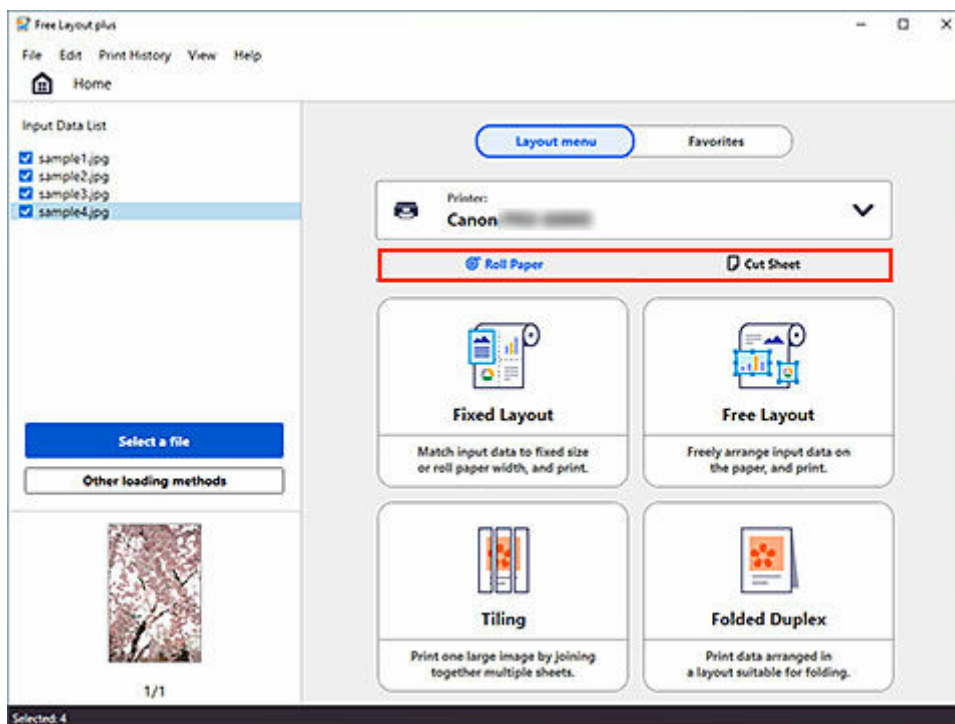 Free Layout plus
File Edit Print History View Help
Home
Input Data List
sample1.jpg
sample2.jpg
sample3.jpg
sample4.jpg
Select a file
Other loading methods
1/1
Selected: 4
Layout menu Favorites
Printer:
Canon
Roll Paper Cut Sheet
Fixed Layout
Match input data to fixed size
or roll paper width, and print.
Free Layout
Freely arrange input data on
the paper, and print.
Tiling
Print one large image by joining
together multiple sheets.
Folded Duplex
Print data arranged in
a layout suitable for folding.